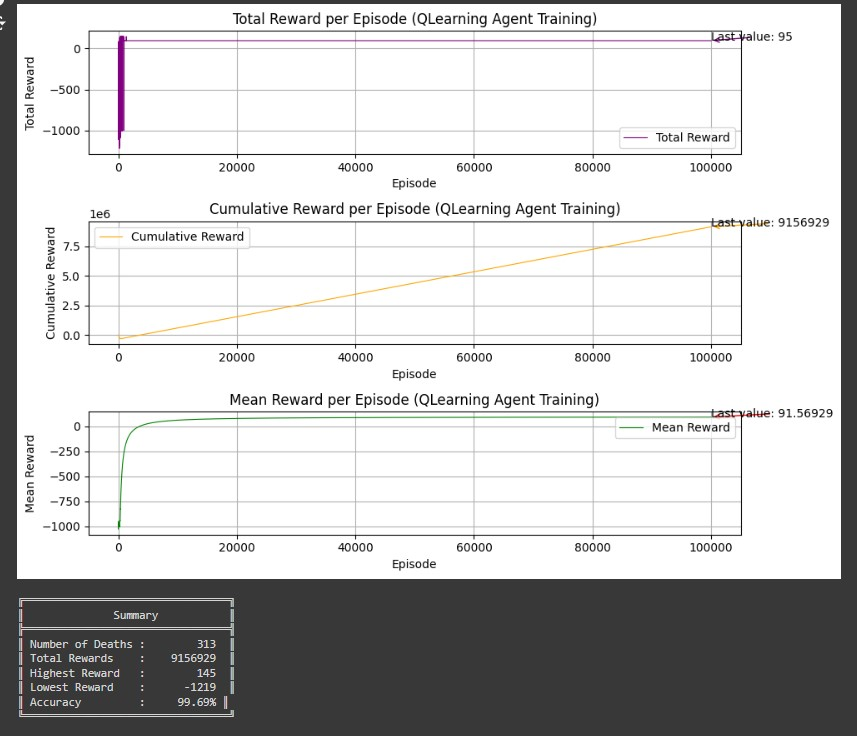 Total Reward per Episode (QLearning Agent Training)
Last value: 95
0
−500
−1000
Total Reward
Total Reward
0 20000 40000 60000 80000 100000
Episode
Cumulative Reward per Episode (QLearning Agent Training)
1e6
Last value: 9156929
Cumulative Reward
7.5
5.0
2.5
0.0
Cumulative Reward
0 20000 40000 60000 80000 100000
Episode
Mean Reward per Episode (QLearning Agent Training)
Last value: 91.56929
Mean Reward
0
−250
−500
−750
−1000
Mean Reward
0 20000 40000 60000 80000 100000
Episode
Summary
Number of Deaths : 313
Total Rewards : 9156929
Highest Reward : 145
Lowest Reward : -1219
Accuracy : 99.69%